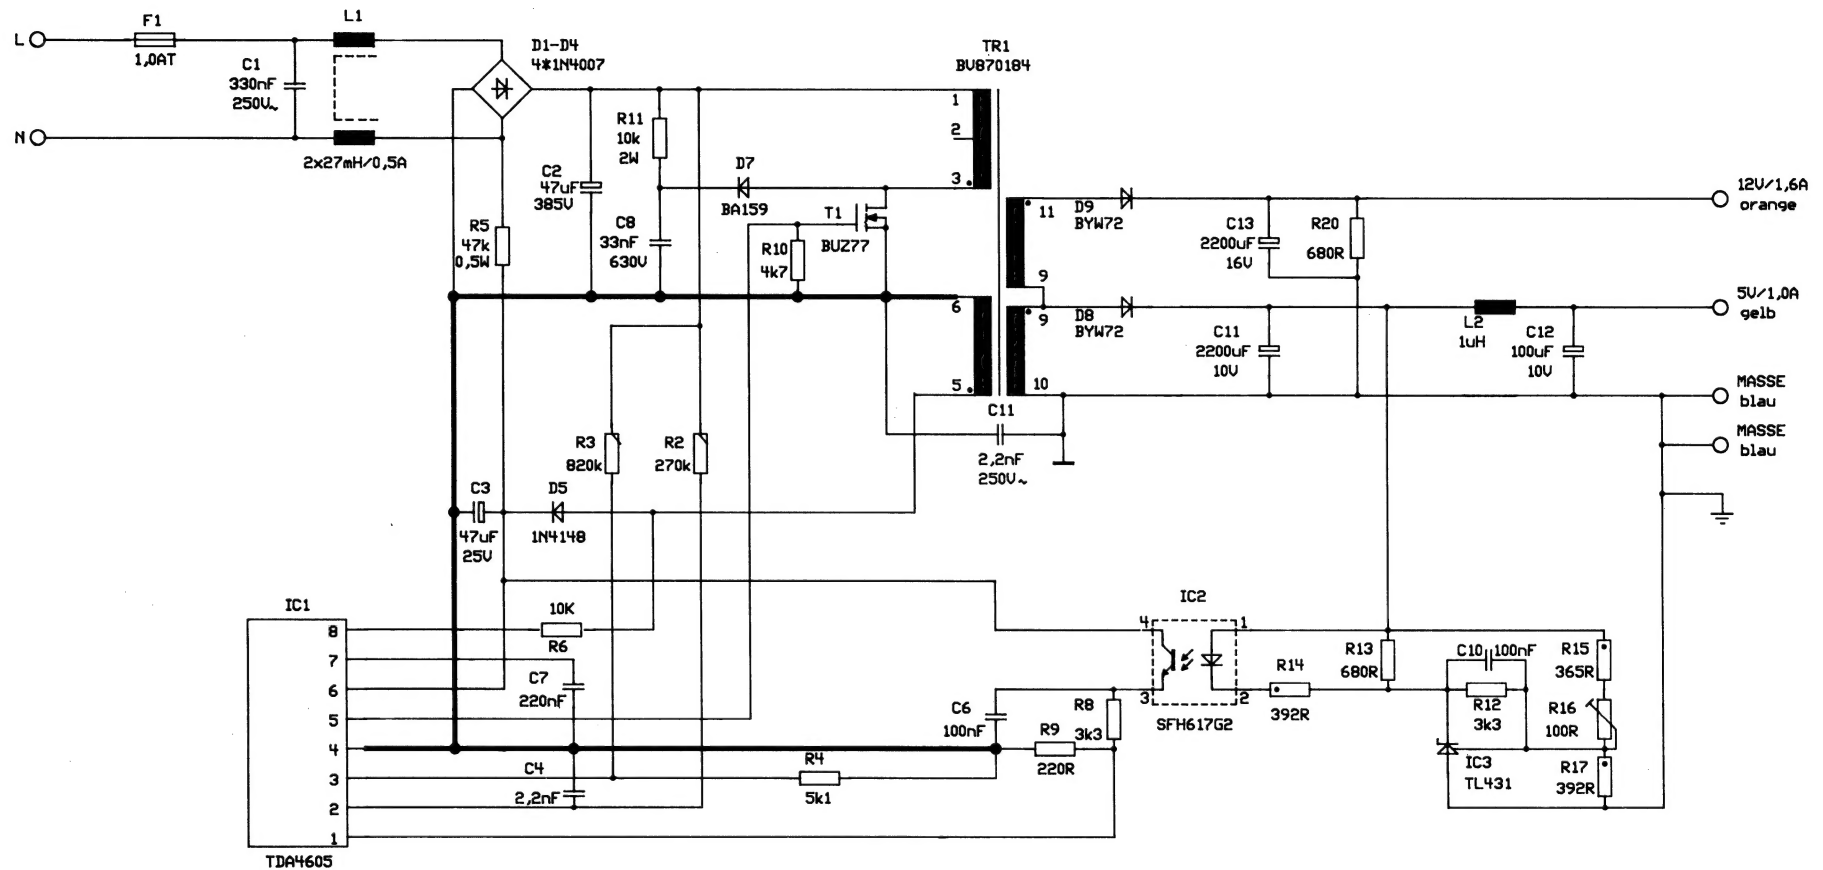 L
F1
1,0AT
C1
330nF
250V~
L1
2x27mH/0,5A
N
D1-D4
4*1N4007
TR1
BV870184
R11
10k
2W
C2
47uF
385V
D7
BA159
C8
33nF
630V
T1
BUZ77
R10
4k7
R5
47k
0,5W
1
2
3
6
5
11
9
9
10
D9
BYW72
D8
BYW72
C13
2200uF
16V
R20
680R
12V/1,6A
orange
C11
2200uF
10V
L2
1uH
C12
100uF
10V
5V/1,0A
gelb
MASSE
blau
MASSE
blau
C11
2,2nF
250V~
R3
820k
R2
270k
C3
47uF
25V
D5
1N4148
IC1
8
7
6
5
4
3
2
1
TDA4605
10K
R6
C7
220nF
C4
2,2nF
R4
5k1
C6
100nF
R9
220R
R8
3k3
IC2
4
3
1
2
SFH617G2
R14
392R
R13
680R
C10
100nF
R12
3k3
IC3
TL431
R15
365R
R16
100R
R17
392R